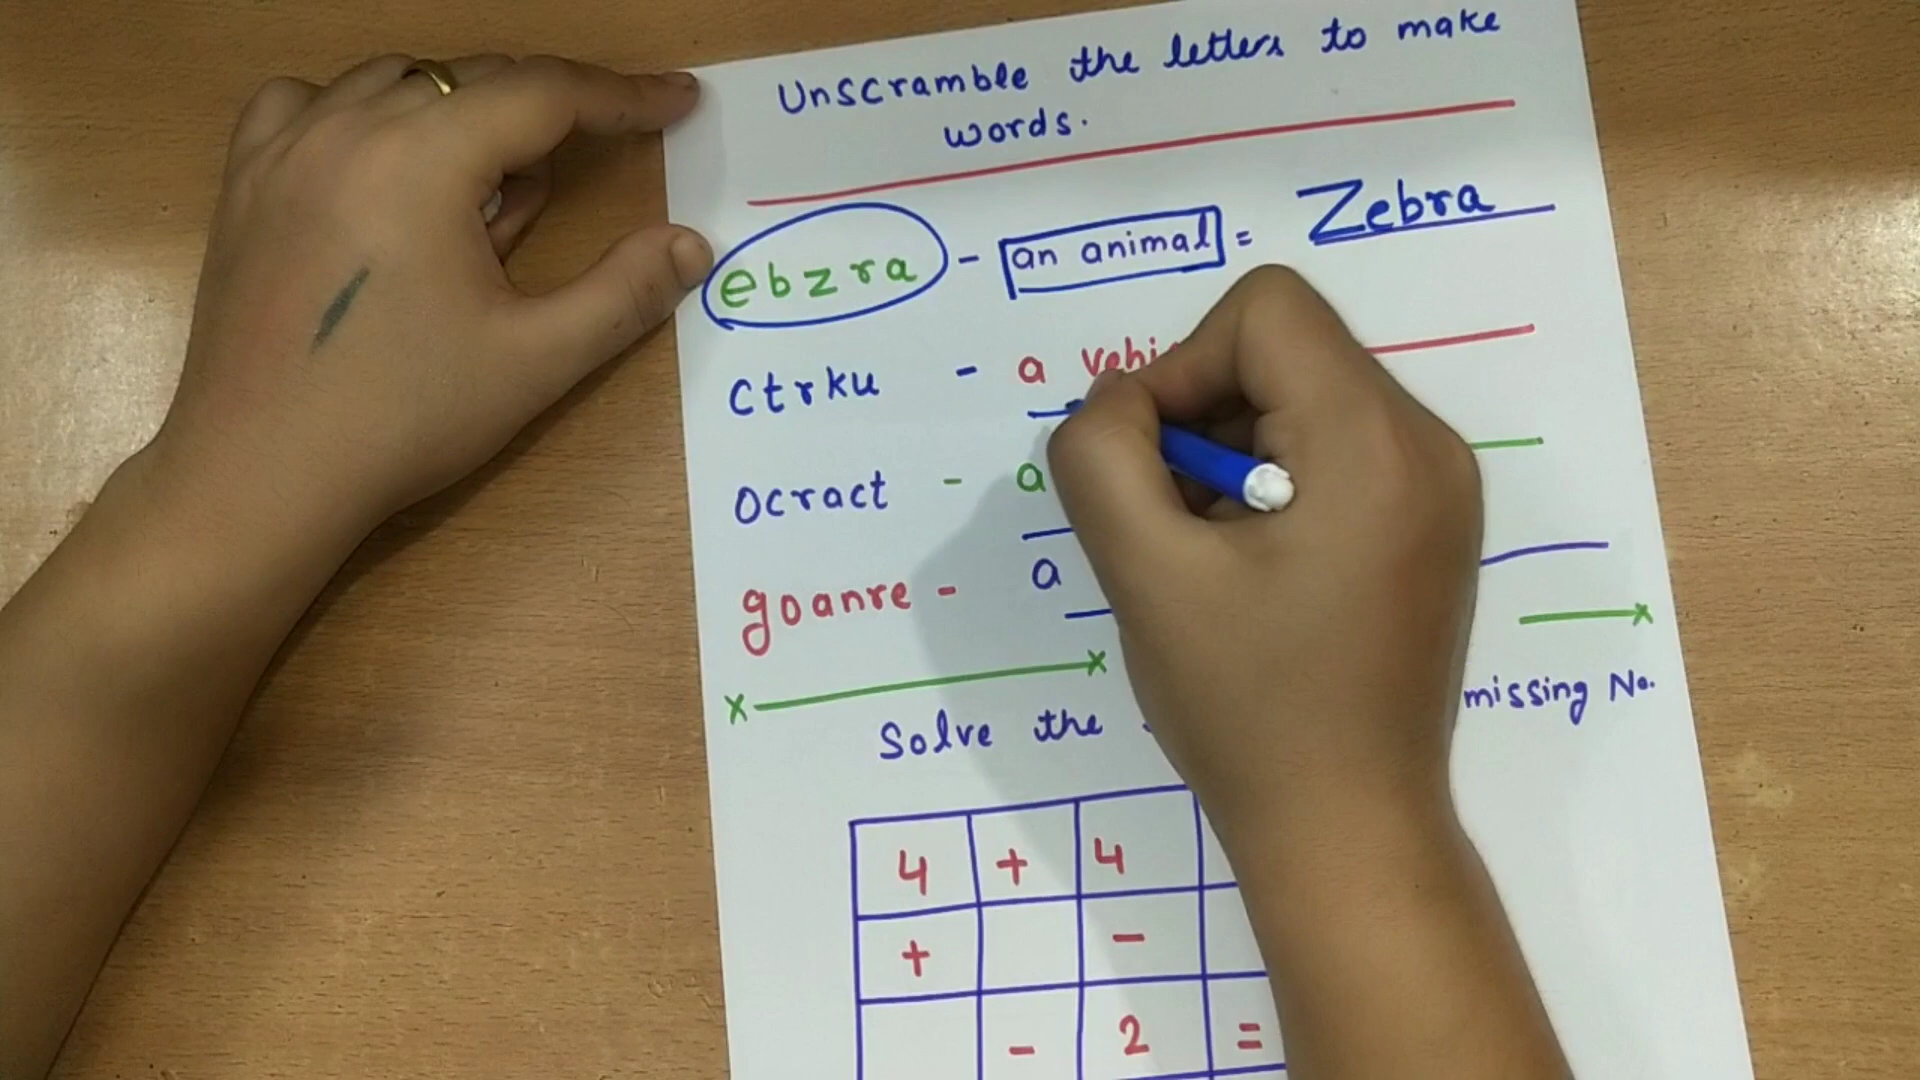 Unscramble the letters to make
words.
ebzra - an animal = Zebra
Ctrku - a
ocract - a
goanre - a
Solve the
missing No.
4 + 4
+ -
- 2 =